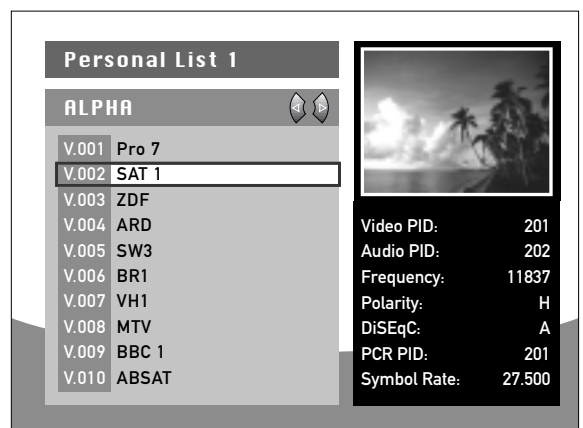 Personal List 1
ALPHA
V.001 Pro 7
V.002 SAT 1
V.003 ZDF
V.004 ARD
V.005 SW3
V.006 BR1
V.007 VH1
V.008 MTV
V.009 BBC 1
V.010 ABSAT
Video PID: 201
Audio PID: 202
Frequency: 11837
Polarity: H
DiSEqC: A
PCR PID: 201
Symbol Rate: 27.500